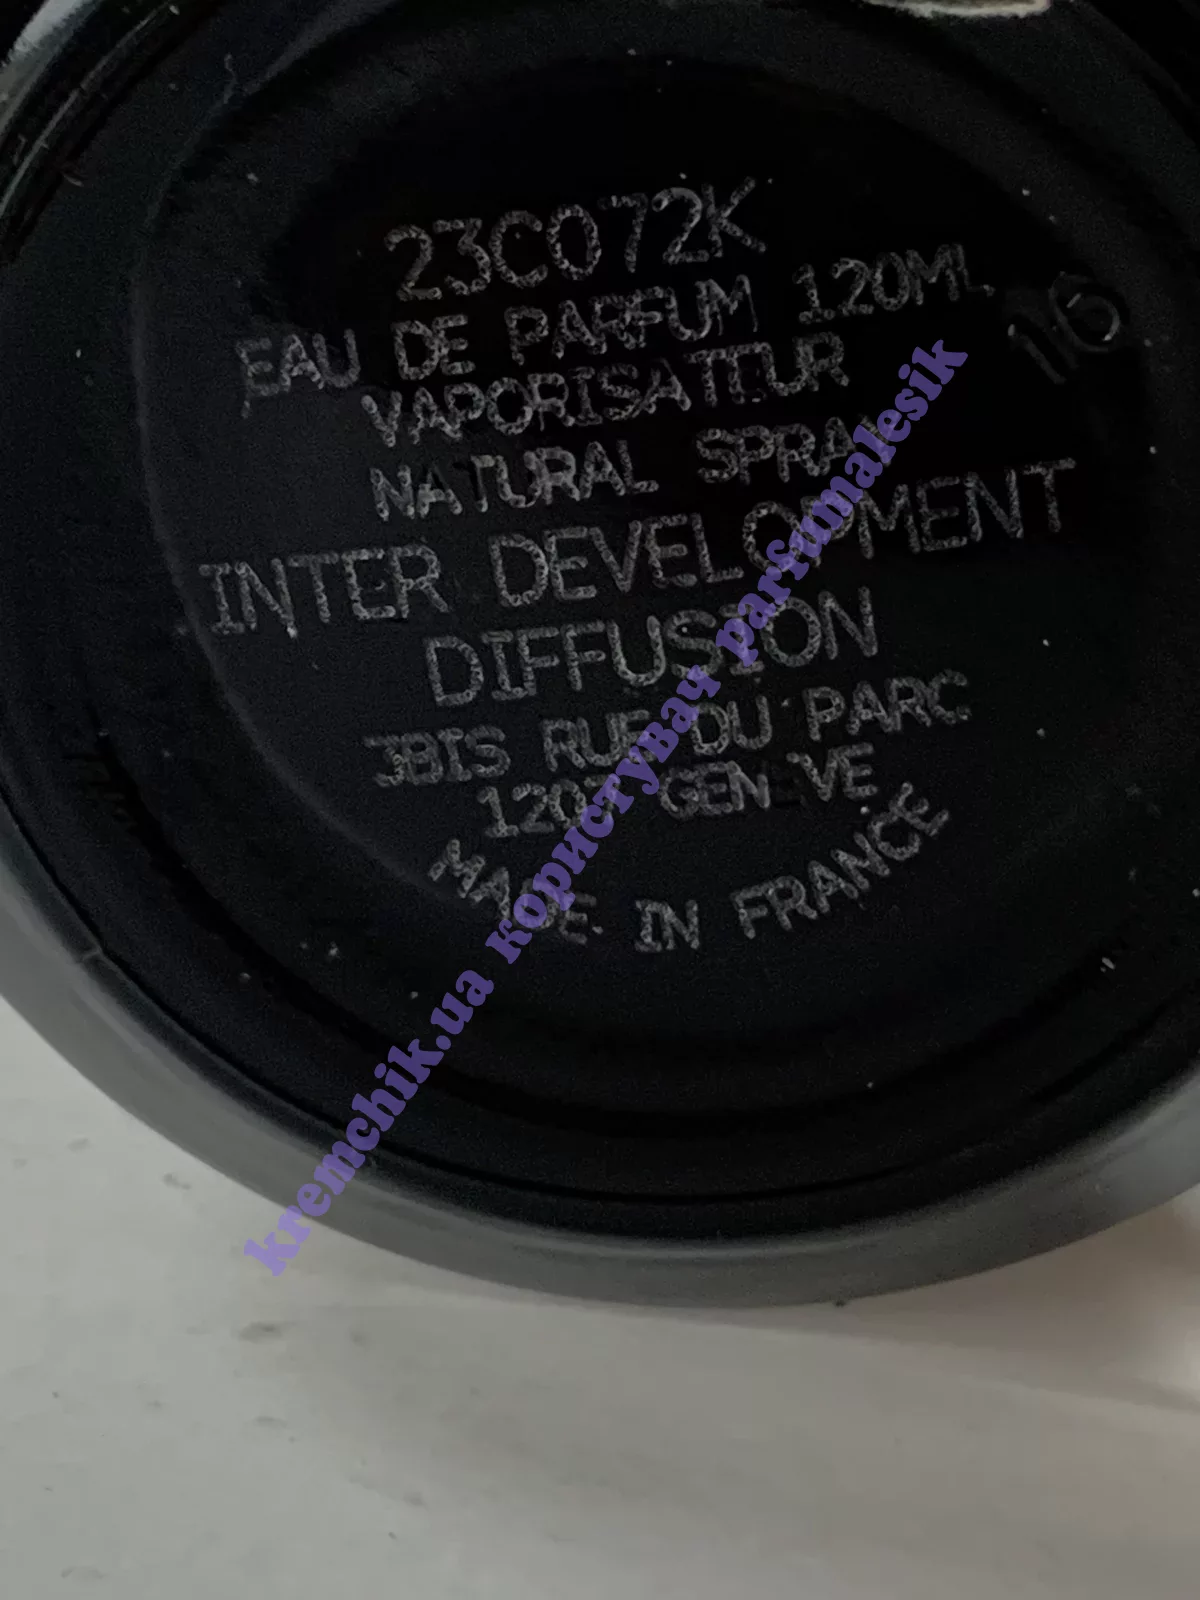 23C072K
EAU DE PARFUM 120ML
16
VAPORISATEUR
NATURAL SPRAY
INTER DEVELOPMENT
DIFFUSION
3BIS RUE DU PARC
1207 GENEVE
MADE IN FRANCE
kremchik.ua користувач parfumalesik